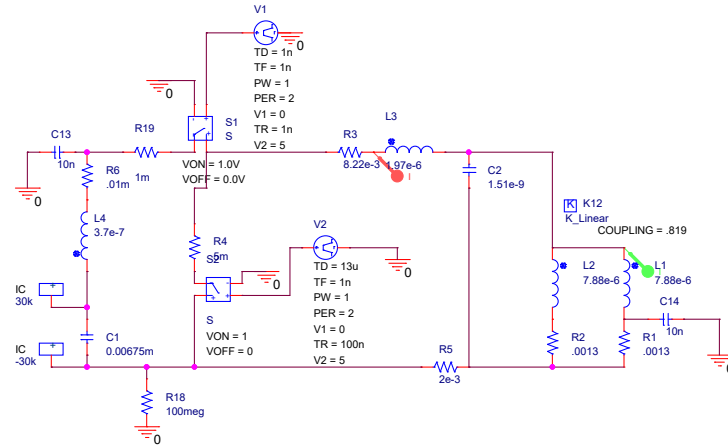 V1
0
TD = 1n
TF = 1n
PW = 1
PER = 2
V1 = 0
TR = 1n
V2 = 5
0
S1
S
VON = 1.0V
VOFF = 0.0V
C13
10n
0
R19
1m
R6
.01m
L4
3.7e-7
R3
8.22e-3
L3
4.97e-6
I
C2
1.51e-9
K K12
K_Linear
COUPLING = .819
L2
7.88e-6
L1
7.88e-6
C14
10n
0
R2
.0013
R1
.0013
R4
5m
S2
S
VON = 1
VOFF = 0
0
V2
0
TD = 13u
TF = 1n
PW = 1
PER = 2
V1 = 0
TR = 100n
V2 = 5
IC
30k
IC
-30k
C1
0.00675m
R18
100meg
0
R5
2e-3